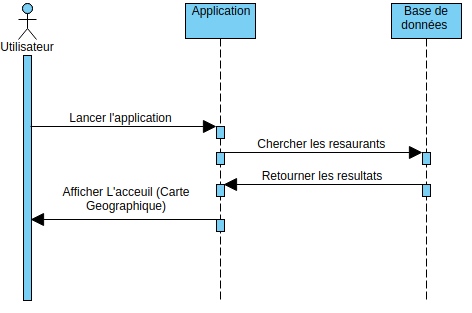 Utilisateur
Application
Base de
données
Lancer l'application
Chercher les resaurants
Retourner les resultats
Afficher L'acceuil (Carte
Geographique)